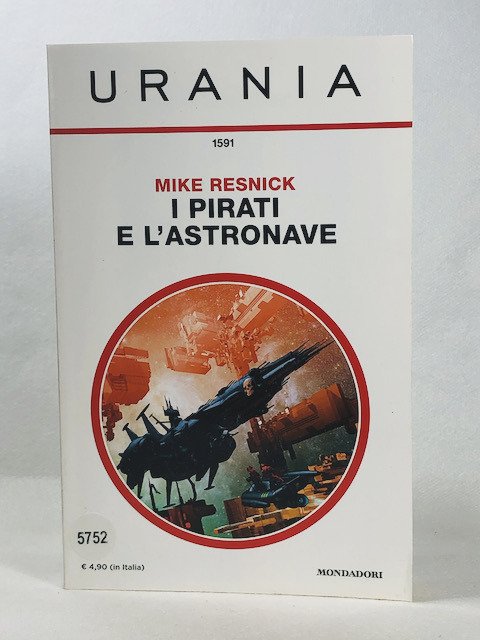 URANIA
1591
MIKE RESNICK
I PIRATI
E L'ASTRONAVE
5752
€ 4,90 (in Italia)
MONDADORI